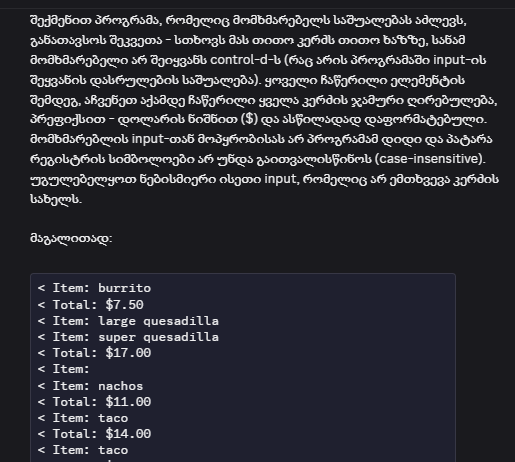 შექმენით პროგრამა, რომელიც მომხმარებელს საშუალებას აძლევს,
განათავსოს შეკვეთა - სთხოვს მას თითო კერძს თითო ხაზზე, სანამ
მომხმარებელი არ შეიყვანს control-d-ს (რაც არის პროგრამაში input-ის
შეყვანის დასრულების საშუალება). ყოველი ჩაწერილი ელემენტის
შემდეგ, აჩვენეთ აქამდე ჩაწერილი ყველა კერძის ჯამური ღირებულება,
პრეფიქსით - დოლარის ნიშნით ($) და ასწილადად დაფორმატებული.
მომხმარებლის input-თან მოპყრობისას არ პროგრამამ დიდი და პატარა
რეგისტრის სიმბოლოები არ უნდა გაითვალისწინოს (case-insensitive).
უგულებელყოთ ნებისმიერი ისეთი input, რომელიც არ ემთხვევა კერძის
სახელს.
მაგალითად:
< Item: burrito
< Total: $7.50
< Item: large quesadilla
< Item: super quesadilla
< Total: $17.00
< Item:
< Item: nachos
< Total: $11.00
< Item: taco
< Total: $14.00
< Item: taco